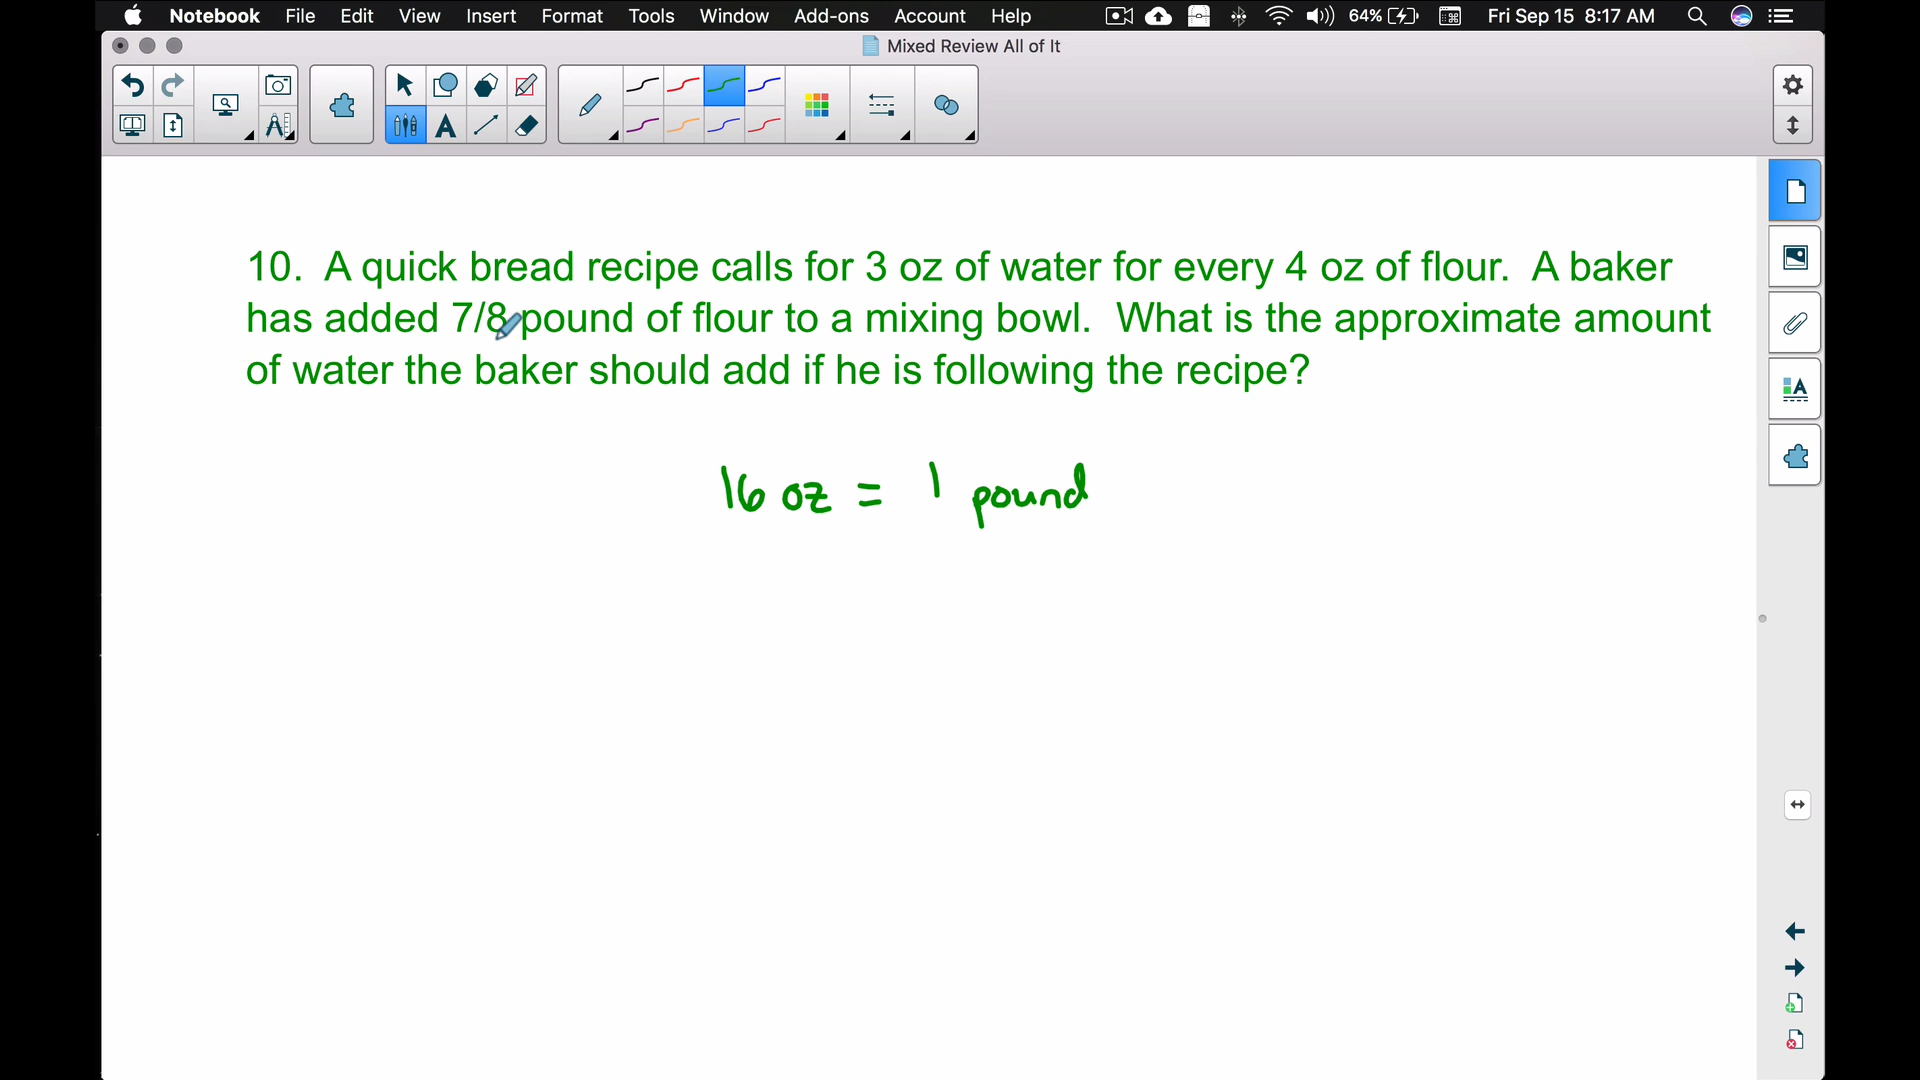 Notebook File Edit View Insert Format Tools Window Add-ons Account Help 64% Fri Sep 15 8:17 AM
Mixed Review All of It
10. A quick bread recipe calls for 3 oz of water for every 4 oz of flour. A baker
has added 7/8 pound of flour to a mixing bowl. What is the approximate amount
of water the baker should add if he is following the recipe?
16 oz = 1 pound